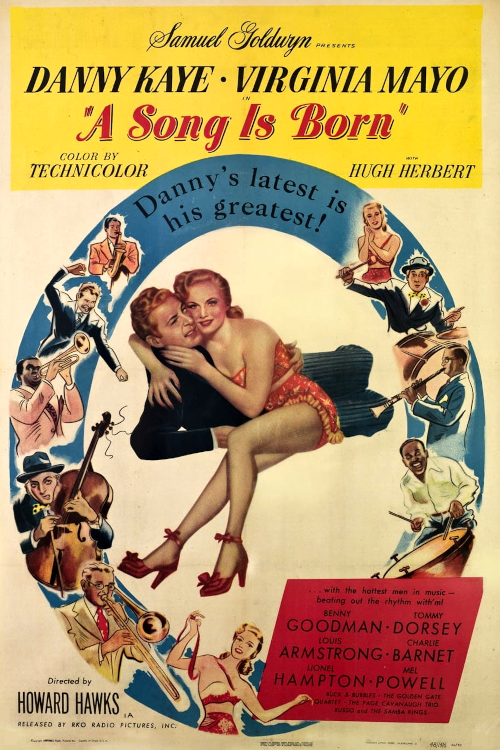 Samuel Goldwyn PRESENTS
DANNY KAYE · VIRGINIA MAYO
IN
"A Song Is Born"
COLOR BY
TECHNICOLOR
WITH
HUGH HERBERT
Danny's latest is
his greatest!
...with the hottest men in music—
beating out the rhythm with'm!
BENNY GOODMAN · TOMMY DORSEY
LOUIS ARMSTRONG · CHARLIE BARNET
LIONEL HAMPTON · MEL POWELL
BUCK & BUBBLES · THE GOLDEN GATE
QUARTET · THE PAGE CAVANAUGH TRIO
RUSSO and THE SAMBA KINGS
Directed by
HOWARD HAWKS
RELEASED BY RKO RADIO PICTURES, INC.